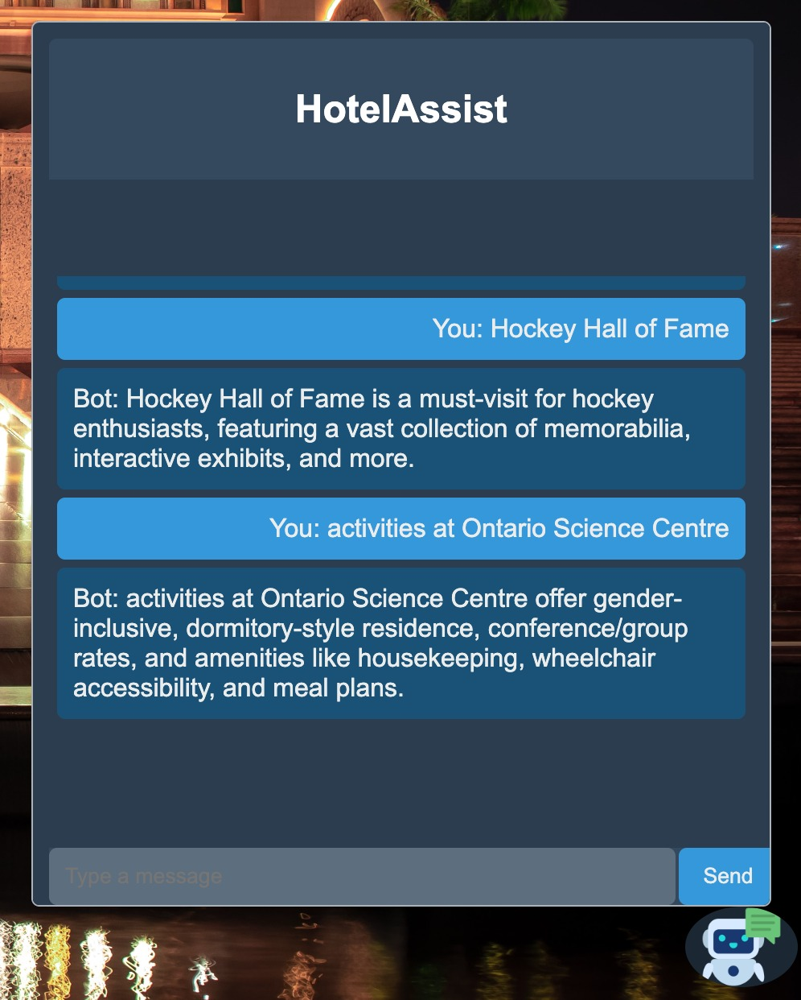 HotelAssist
You: Hockey Hall of Fame
Bot: Hockey Hall of Fame is a must-visit for hockey
enthusiasts, featuring a vast collection of memorabilia,
interactive exhibits, and more.
You: activities at Ontario Science Centre
Bot: activities at Ontario Science Centre offer gender-
inclusive, dormitory-style residence, conference/group
rates, and amenities like housekeeping, wheelchair
accessibility, and meal plans.
Type a message
Send